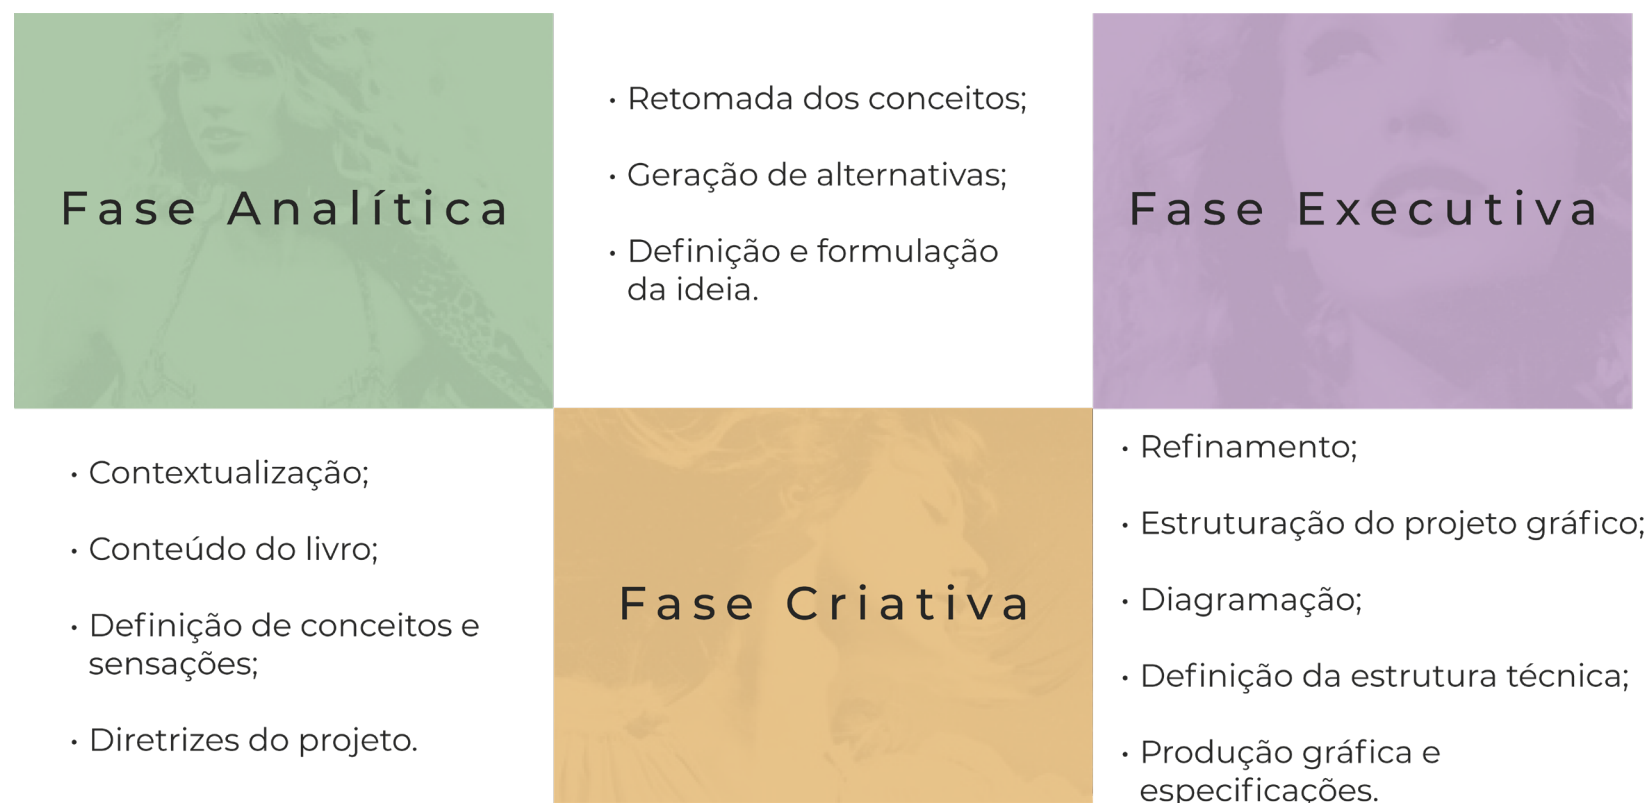 Fase Analítica
• Contextualização;
• Conteúdo do livro;
• Definição de conceitos e
sensações;
• Diretrizes do projeto.
• Retomada dos conceitos;
• Geração de alternativas;
• Definição e formulação
da ideia.
Fase Criativa
Fase Executiva
• Refinamento;
• Estruturação do projeto gráfico;
• Diagramação;
• Definição da estrutura técnica;
• Produção gráfica e
especificações.